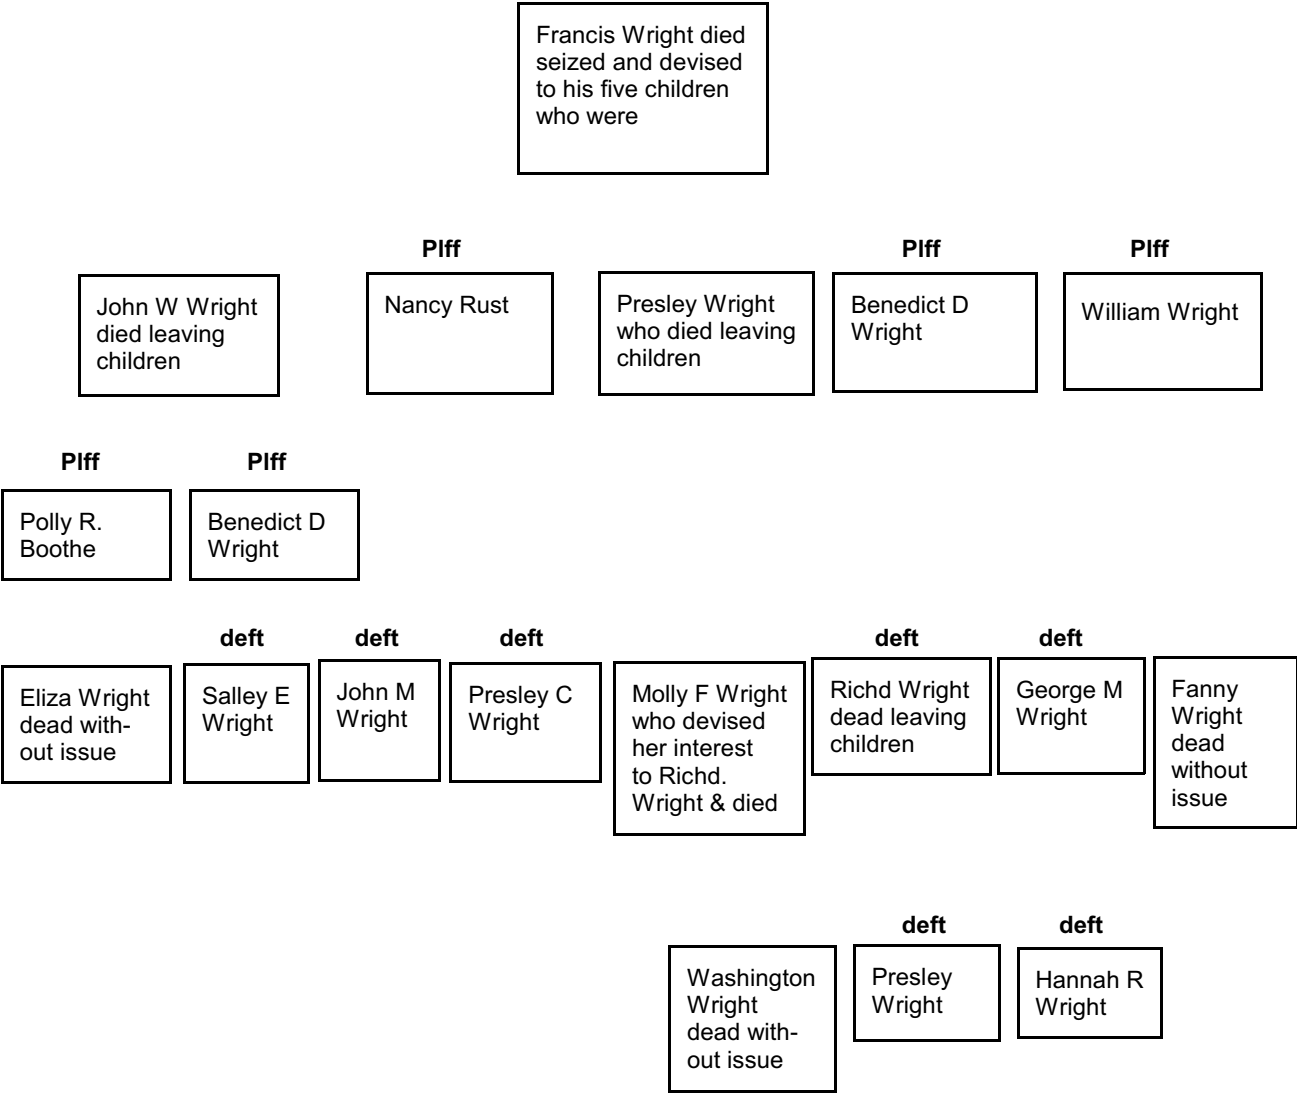 Francis Wright died
seized and devised
to his five children
who were
Plff
Plff
Plff
John W Wright
died leaving
children
Nancy Rust
Presley Wright
who died leaving
children
Benedict D
Wright
William Wright
Plff
Plff
Polly R.
Boothe
Benedict D
Wright
deft
deft
deft
deft
deft
Eliza Wright
dead with-
out issue
Salley E
Wright
John M
Wright
Presley C
Wright
Molly F Wright
who devised
her interest
to Richd.
Wright & died
Richd Wright
dead leaving
children
George M
Wright
Fanny
Wright
dead
without
issue
deft
deft
Washington
Wright
dead with-
out issue
Presley
Wright
Hannah R
Wright